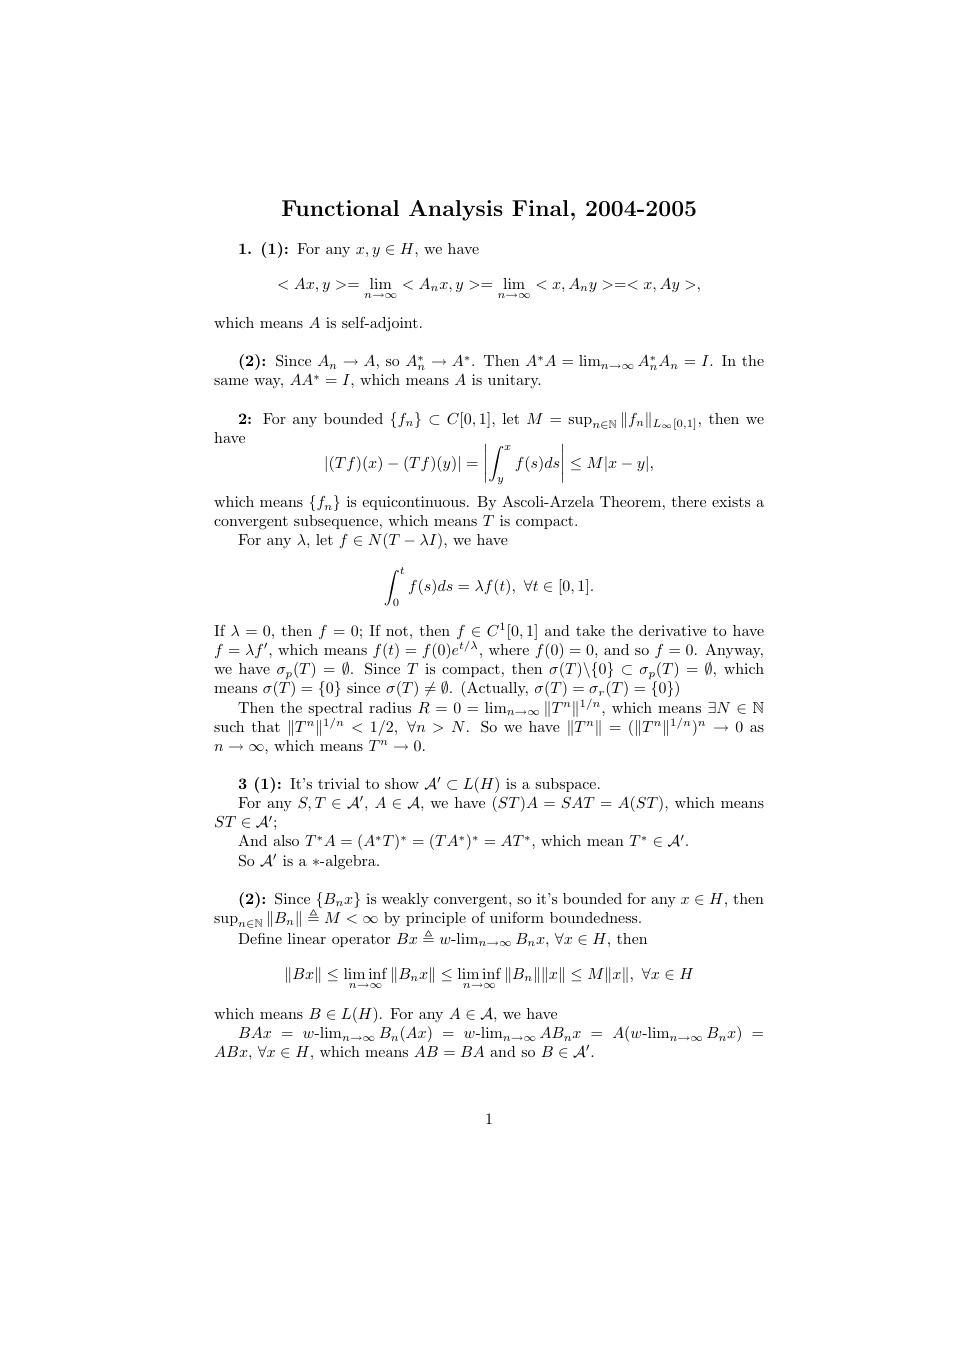 Functional Analysis Final, 2004-2005
1. (1): For any x, y ∈ H, we have
< Ax, y >= lim_{n→∞} < A_n x, y >= lim_{n→∞} < x, A_n y >=< x, Ay >,
which means A is self-adjoint.
(2): Since A_n → A, so A_n^* → A^*. Then A^*A = lim_{n→∞} A_n^* A_n = I. In the
same way, AA^* = I, which means A is unitary.
2: For any bounded {f_n} ⊂ C[0, 1], let M = sup_{n∈ℕ} ‖f_n‖_{L_∞[0,1]}, then we
have
|(Tf)(x) − (Tf)(y)| = |∫_y^x f(s)ds| ≤ M|x − y|,
which means {f_n} is equicontinuous. By Ascoli-Arzela Theorem, there exists a
convergent subsequence, which means T is compact.
For any λ, let f ∈ N(T − λI), we have
∫_0^t f(s)ds = λf(t), ∀t ∈ [0, 1].
If λ = 0, then f = 0; If not, then f ∈ C^1[0, 1] and take the derivative to have
f = λf′, which means f(t) = f(0)e^{t/λ}, where f(0) = 0, and so f = 0. Anyway,
we have σ_p(T) = ∅. Since T is compact, then σ(T)\{0} ⊂ σ_p(T) = ∅, which
means σ(T) = {0} since σ(T) ≠ ∅. (Actually, σ(T) = σ_r(T) = {0})
Then the spectral radius R = 0 = lim_{n→∞} ‖T^n‖^{1/n}, which means ∃N ∈ ℕ
such that ‖T^n‖^{1/n} < 1/2, ∀n > N. So we have ‖T^n‖ = (‖T^n‖^{1/n})^n → 0 as
n → ∞, which means T^n → 0.
3 (1): It's trivial to show 𝒜′ ⊂ L(H) is a subspace.
For any S, T ∈ 𝒜′, A ∈ 𝒜, we have (ST)A = SAT = A(ST), which means
ST ∈ 𝒜′;
And also T^*A = (A^*T)^* = (TA^*)^* = AT^*, which mean T^* ∈ 𝒜′.
So 𝒜′ is a ∗-algebra.
(2): Since {B_n x} is weakly convergent, so it's bounded for any x ∈ H, then
sup_{n∈ℕ} ‖B_n‖ ≜ M < ∞ by principle of uniform boundedness.
Define linear operator Bx ≜ w-lim_{n→∞} B_n x, ∀x ∈ H, then
‖Bx‖ ≤ lim inf_{n→∞} ‖B_n x‖ ≤ lim inf_{n→∞} ‖B_n‖‖x‖ ≤ M‖x‖, ∀x ∈ H
which means B ∈ L(H). For any A ∈ 𝒜, we have
BAx = w-lim_{n→∞} B_n(Ax) = w-lim_{n→∞} AB_n x = A(w-lim_{n→∞} B_n x) =
ABx, ∀x ∈ H, which means AB = BA and so B ∈ 𝒜′.
1